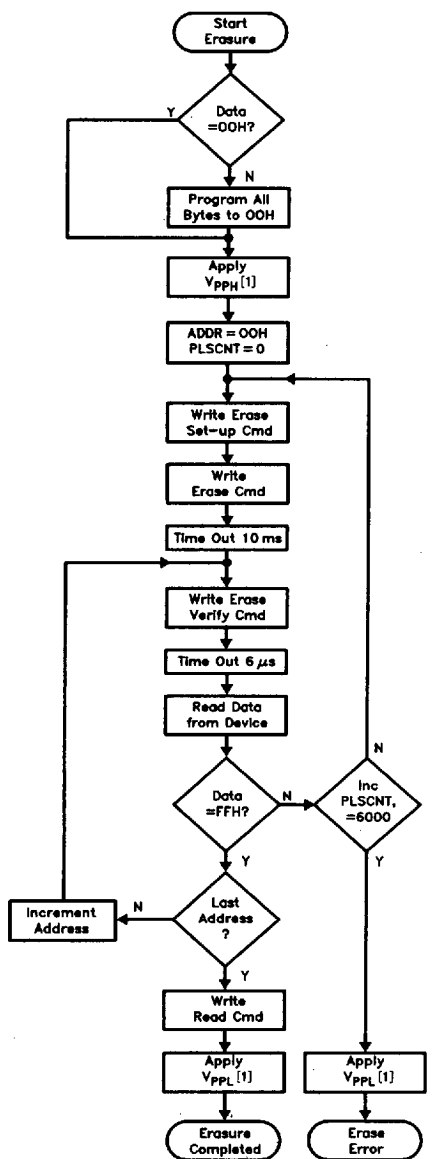 Start
Erasure
Y
Data
=00H?
N
Program All
Bytes to 00H
Apply
VPPH[1]
ADDR=00H
PLSCNT=0
Write Erase
Set-up Cmd
Write
Erase Cmd
Time Out 10 ms
Write Erase
Verify Cmd
Time Out 6 µs
Read Data
from Device
N
Data
=FFH?
N
Inc
PLSCNT,
=6000
Y
Y
Increment
Address
N
Last
Address
?
Y
Write
Read Cmd
Apply
VPPL[1]
Apply
VPPL[1]
Erasure
Completed
Erase
Error